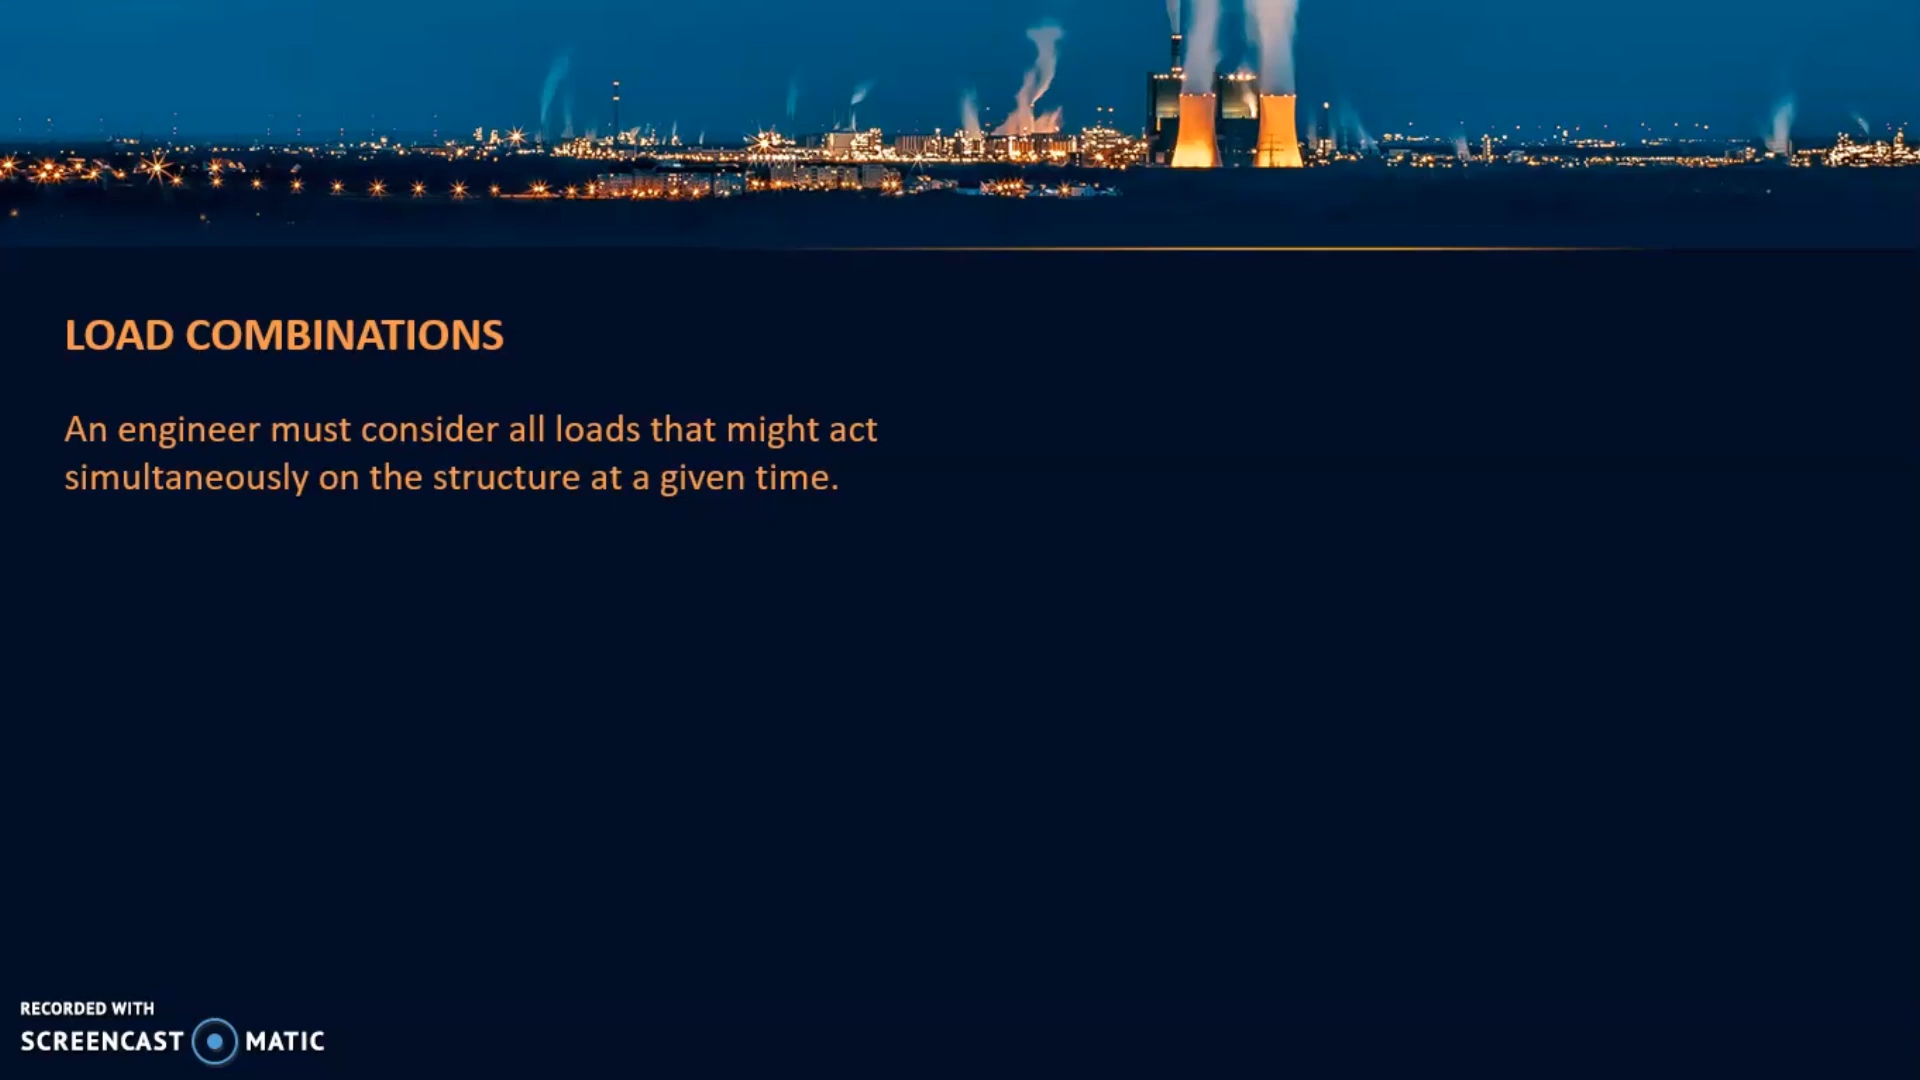 LOAD COMBINATIONS
An engineer must consider all loads that might act
simultaneously on the structure at a given time.
RECORDED WITH
SCREENCAST MATIC